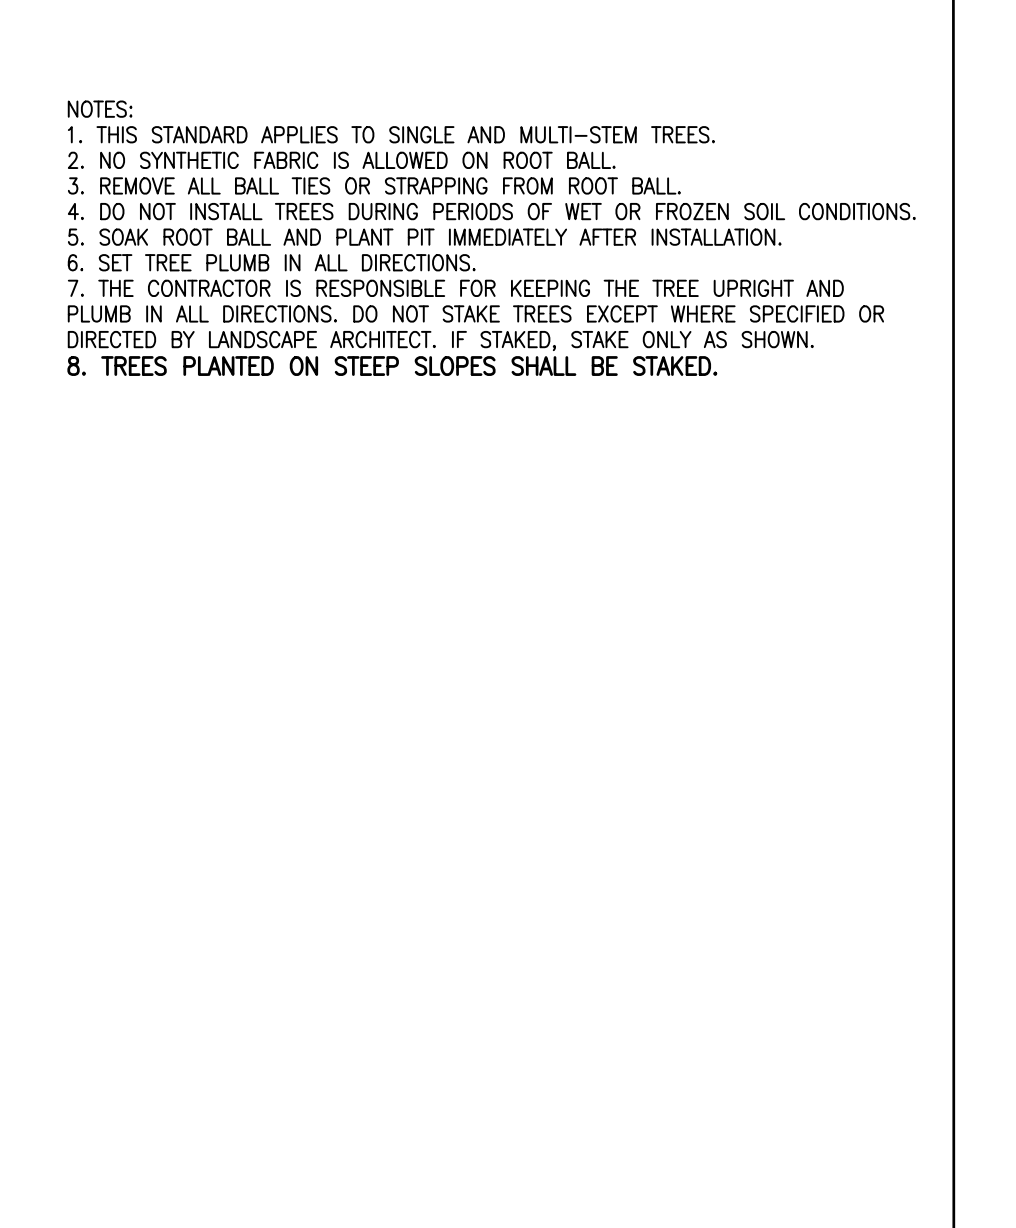 NOTES:
1. THIS STANDARD APPLIES TO SINGLE AND MULTI-STEM TREES.
2. NO SYNTHETIC FABRIC IS ALLOWED ON ROOT BALL.
3. REMOVE ALL BALL TIES OR STRAPPING FROM ROOT BALL.
4. DO NOT INSTALL TREES DURING PERIODS OF WET OR FROZEN SOIL CONDITIONS.
5. SOAK ROOT BALL AND PLANT PIT IMMEDIATELY AFTER INSTALLATION.
6. SET TREE PLUMB IN ALL DIRECTIONS.
7. THE CONTRACTOR IS RESPONSIBLE FOR KEEPING THE TREE UPRIGHT AND
PLUMB IN ALL DIRECTIONS. DO NOT STAKE TREES EXCEPT WHERE SPECIFIED OR
DIRECTED BY LANDSCAPE ARCHITECT. IF STAKED, STAKE ONLY AS SHOWN.
8. TREES PLANTED ON STEEP SLOPES SHALL BE STAKED.